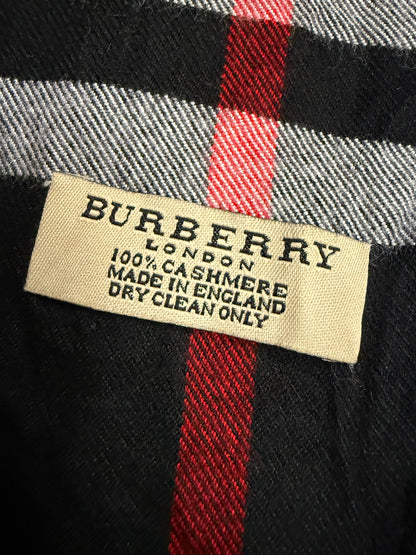 BURBERRY
LONDON
100% CASHMERE
MADE IN ENGLAND
DRY CLEAN ONLY